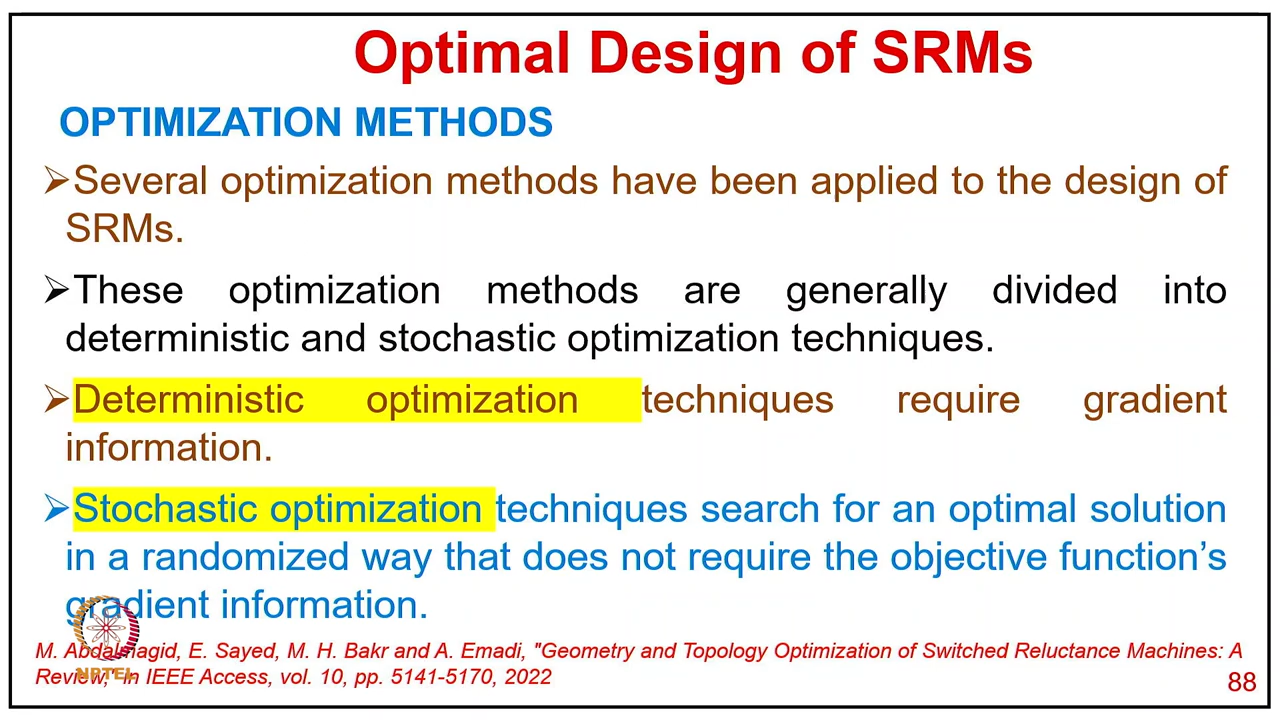 Optimal Design of SRMs
OPTIMIZATION METHODS
➢Several optimization methods have been applied to the design of
SRMs.
➢These optimization methods are generally divided into
deterministic and stochastic optimization techniques.
➢Deterministic optimization techniques require gradient
information.
➢Stochastic optimization techniques search for an optimal solution
in a randomized way that does not require the objective function's
gradient information.
M. Abdalmagid, E. Sayed, M. H. Bakr and A. Emadi, "Geometry and Topology Optimization of Switched Reluctance Machines: A
Review," in IEEE Access, vol. 10, pp. 5141-5170, 2022
NPTEL
88